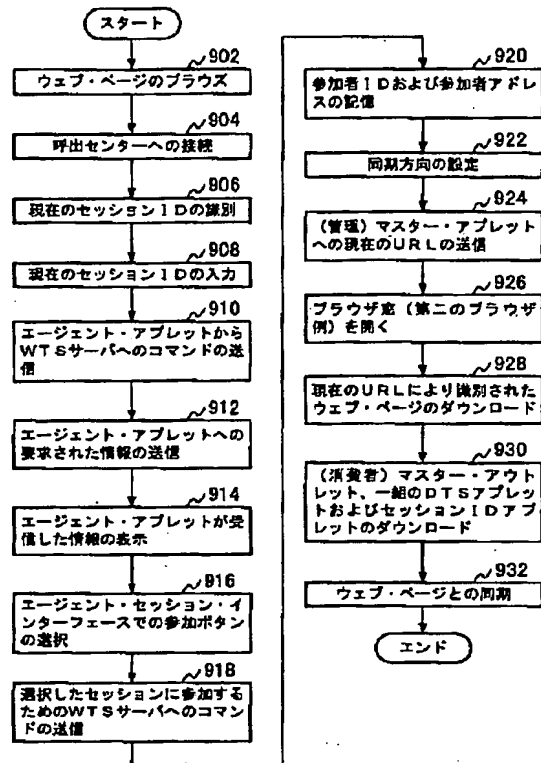 スタート
902
ウェブ・ページのブラウズ
904
呼出センターへの接続
906
現在のセッションIDの識別
908
現在のセッションIDの入力
910
エージェント・アプレットから
WTSサーバへのコマンドの送
信
912
エージェント・アプレットへの
要求された情報の送信
914
エージェント・アプレットが受
信した情報の表示
916
エージェント・セッション・イ
ンターフェースでの参加ボタン
の選択
918
選択したセッションに参加する
ためのWTSサーバへのコマン
ドの送信
920
参加者IDおよび参加者アドレ
スの記憶
922
同期方向の設定
924
(管理)マスター・アプレット
への現在のURLの送信
926
ブラウザ窓(第二のブラウザ
例)を開く
928
現在のURLにより識別された
ウェブ・ページのダウンロード
930
(消費者)マスター・アウト
レット、一組のDTSアプレッ
トおよびセッションIDアプ
レットのダウンロード
932
ウェブ・ページとの同期
エンド